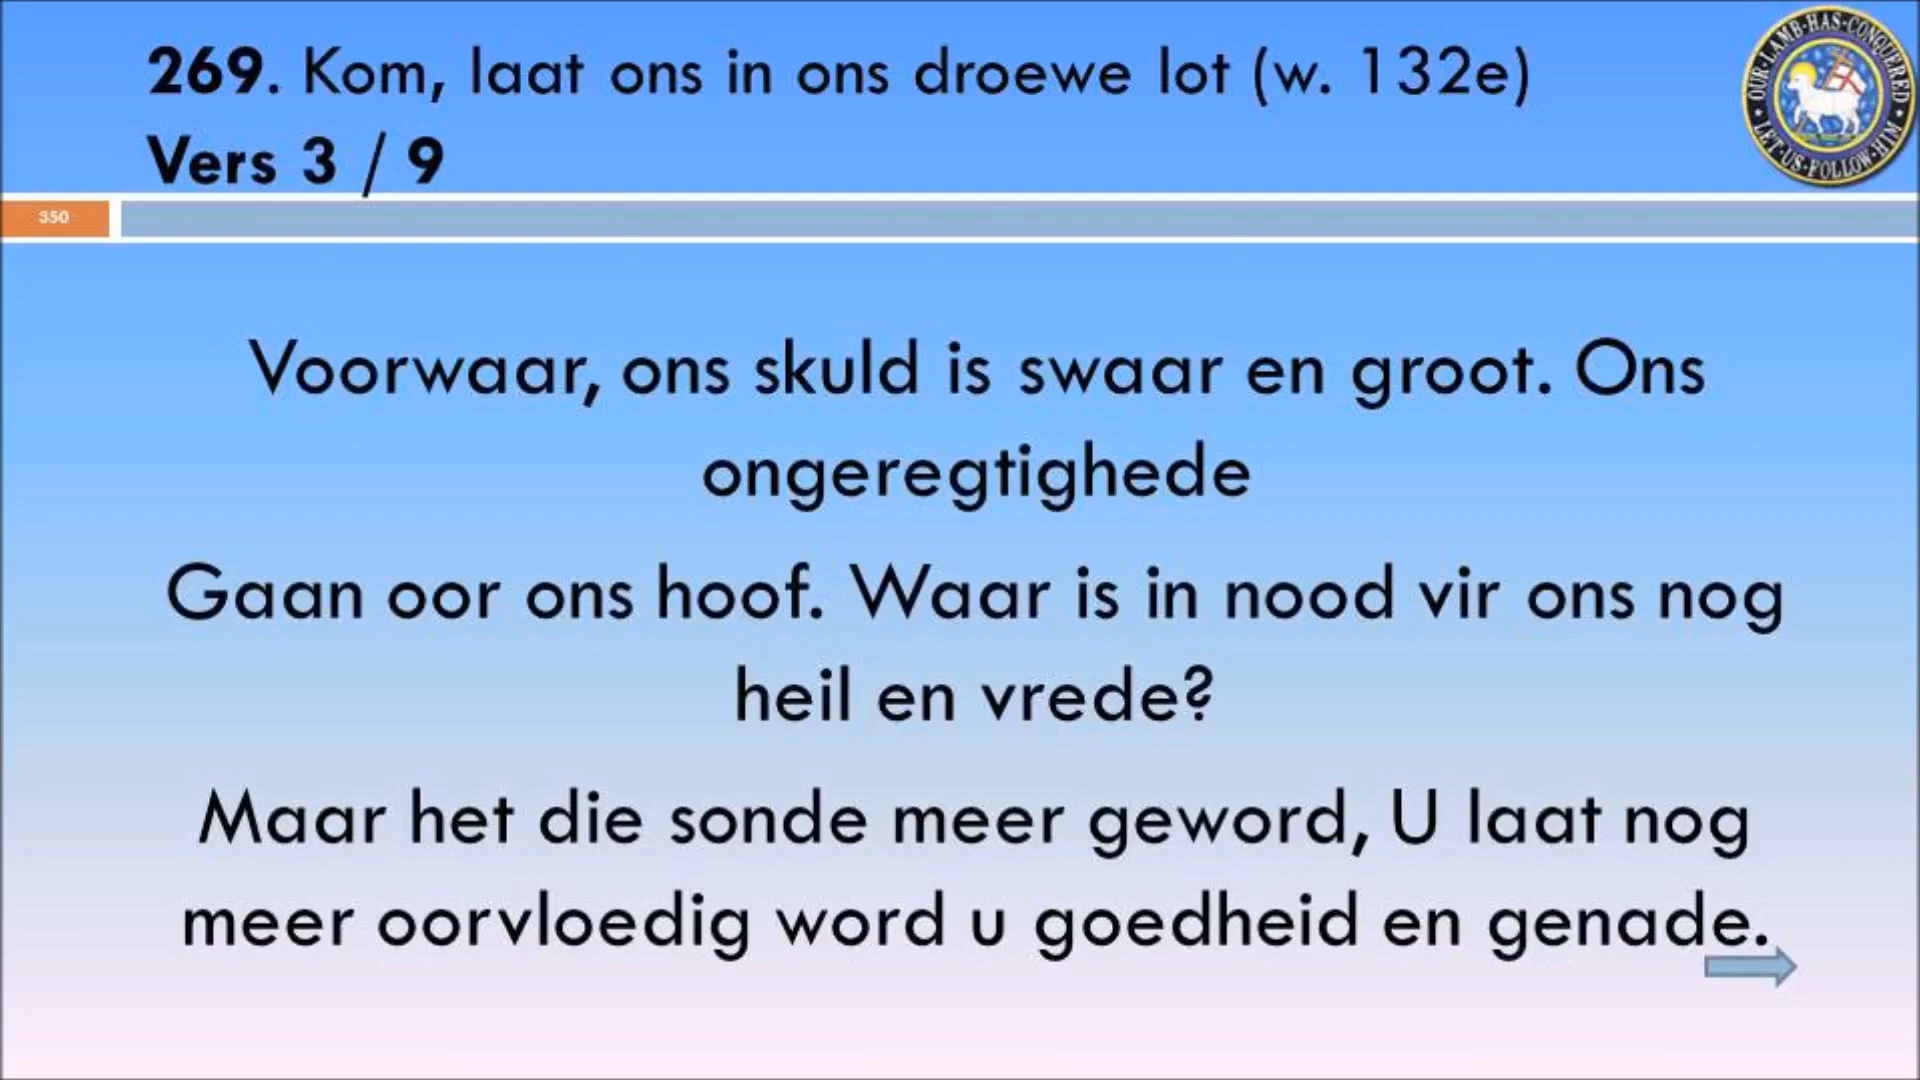 269. Kom, laat ons in ons droewe lot (w. 132e)
Vers 3 / 9
OUR·LAMB·HAS·CONQUERED
LET·US·FOLLOW·HIM
350
Voorwaar, ons skuld is swaar en groot. Ons
ongeregtighede
Gaan oor ons hoof. Waar is in nood vir ons nog
heil en vrede?
Maar het die sonde meer geword, U laat nog
meer oorvloedig word u goedheid en genade.